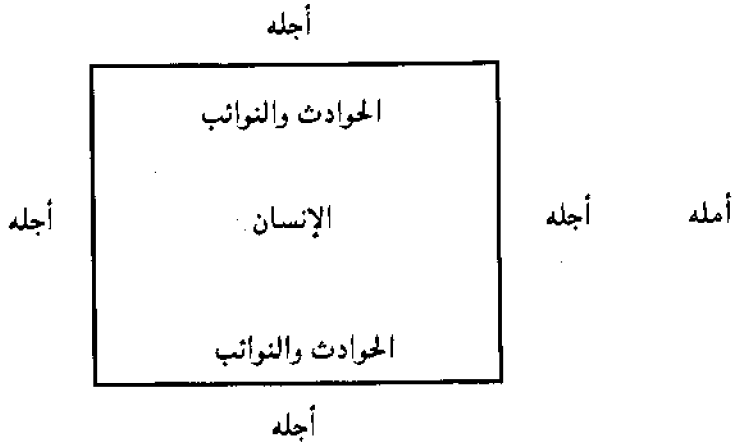 أجله
الحوادث والنوائب
أمله أجله الإنسان أجله
الحوادث والنوائب
أجله